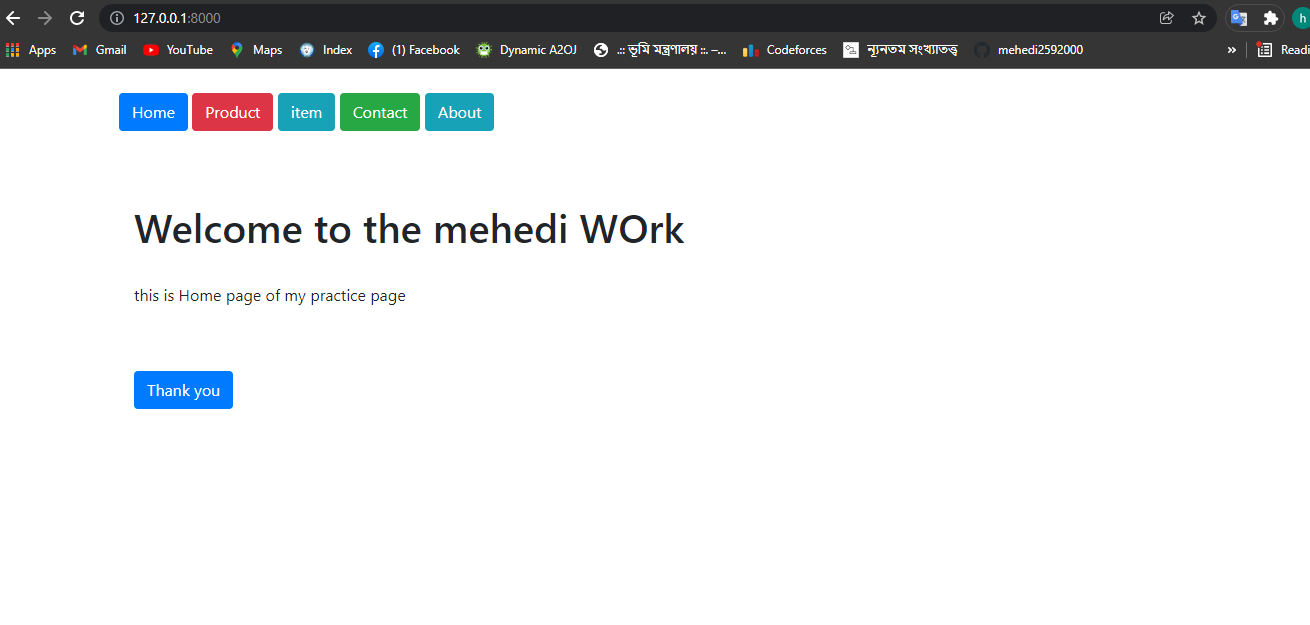 127.0.0.1:8000
Apps Gmail YouTube Maps Index (1) Facebook Dynamic A2OJ .:: ভূমি মন্ত্রণালয় ::. –... Codeforces ন্যূনতম সংখ্যাতত্ত্ব mehedi2592000 » Readi
h
Home Product item Contact About
Welcome to the mehedi WOrk
this is Home page of my practice page
Thank you